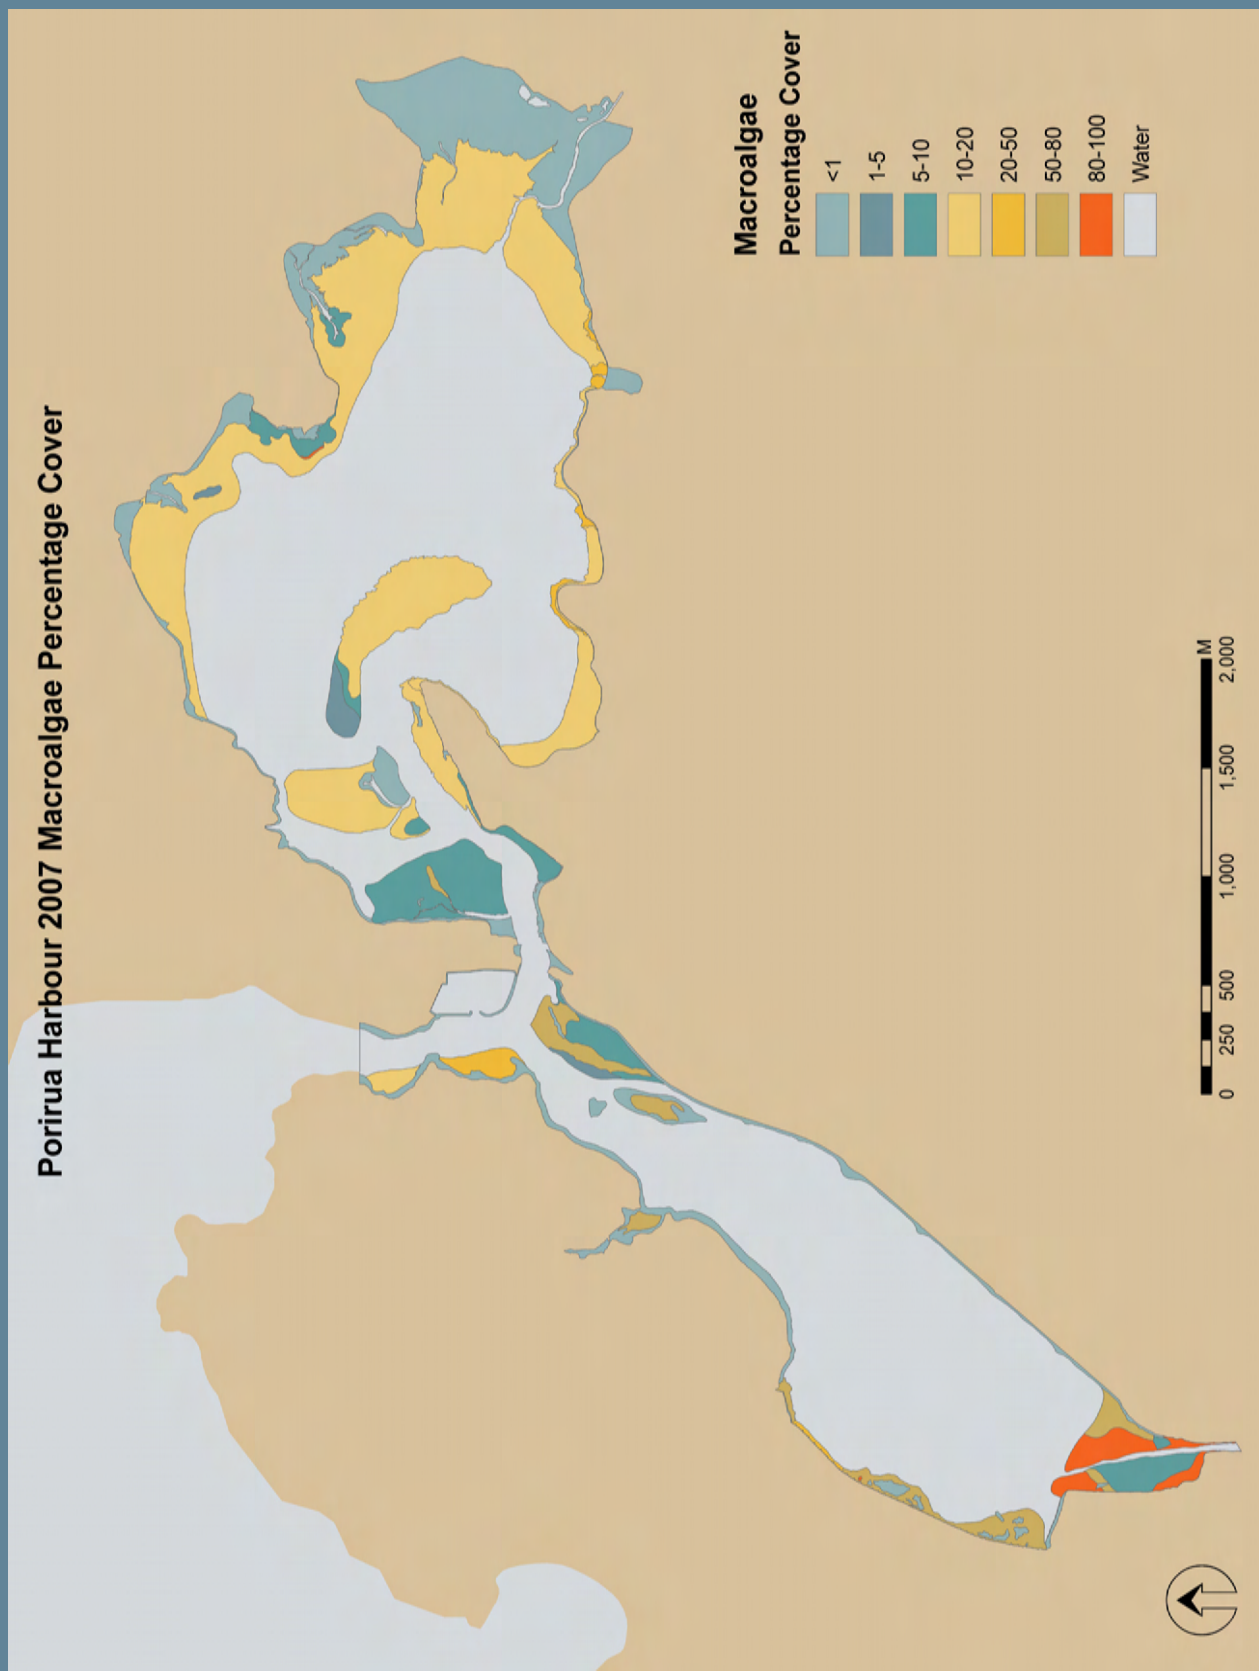 Porirua Harbour 2007 Macroalgae Percentage Cover
Macroalgae
Percentage Cover
<1
1-5
5-10
10-20
20-50
50-80
80-100
Water
0 250 500 1,000 1,500 2,000
M